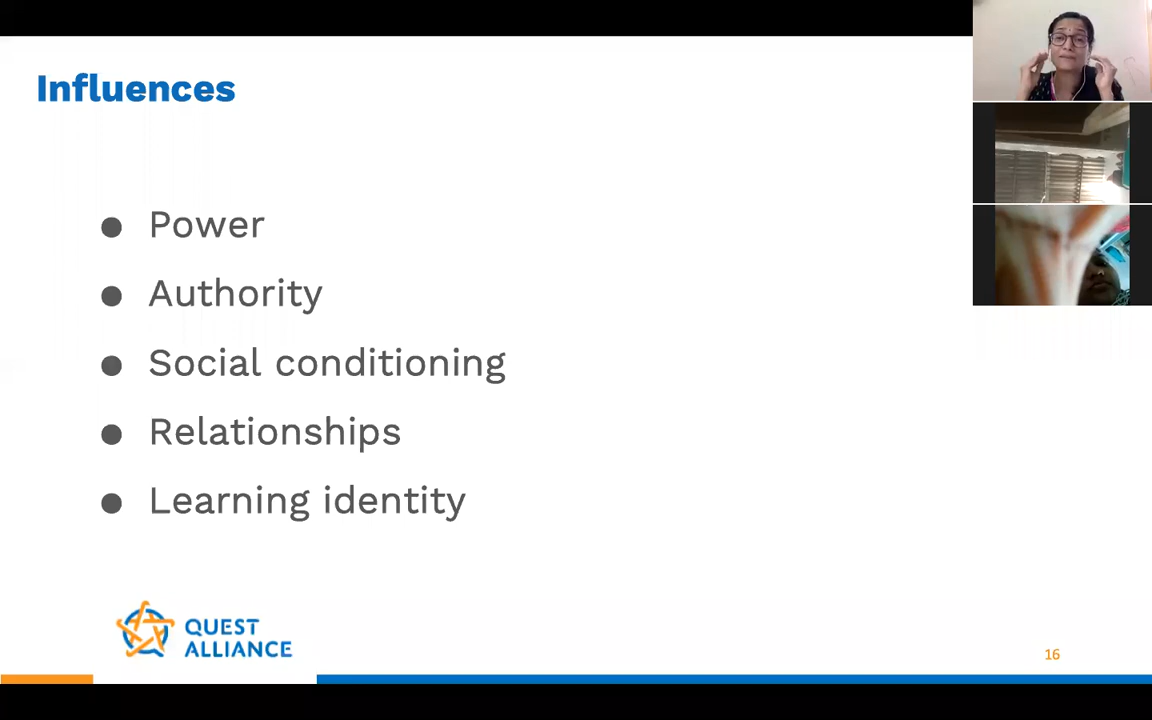 Influences
● Power
● Authority
● Social conditioning
● Relationships
● Learning identity
QUEST
ALLIANCE
16